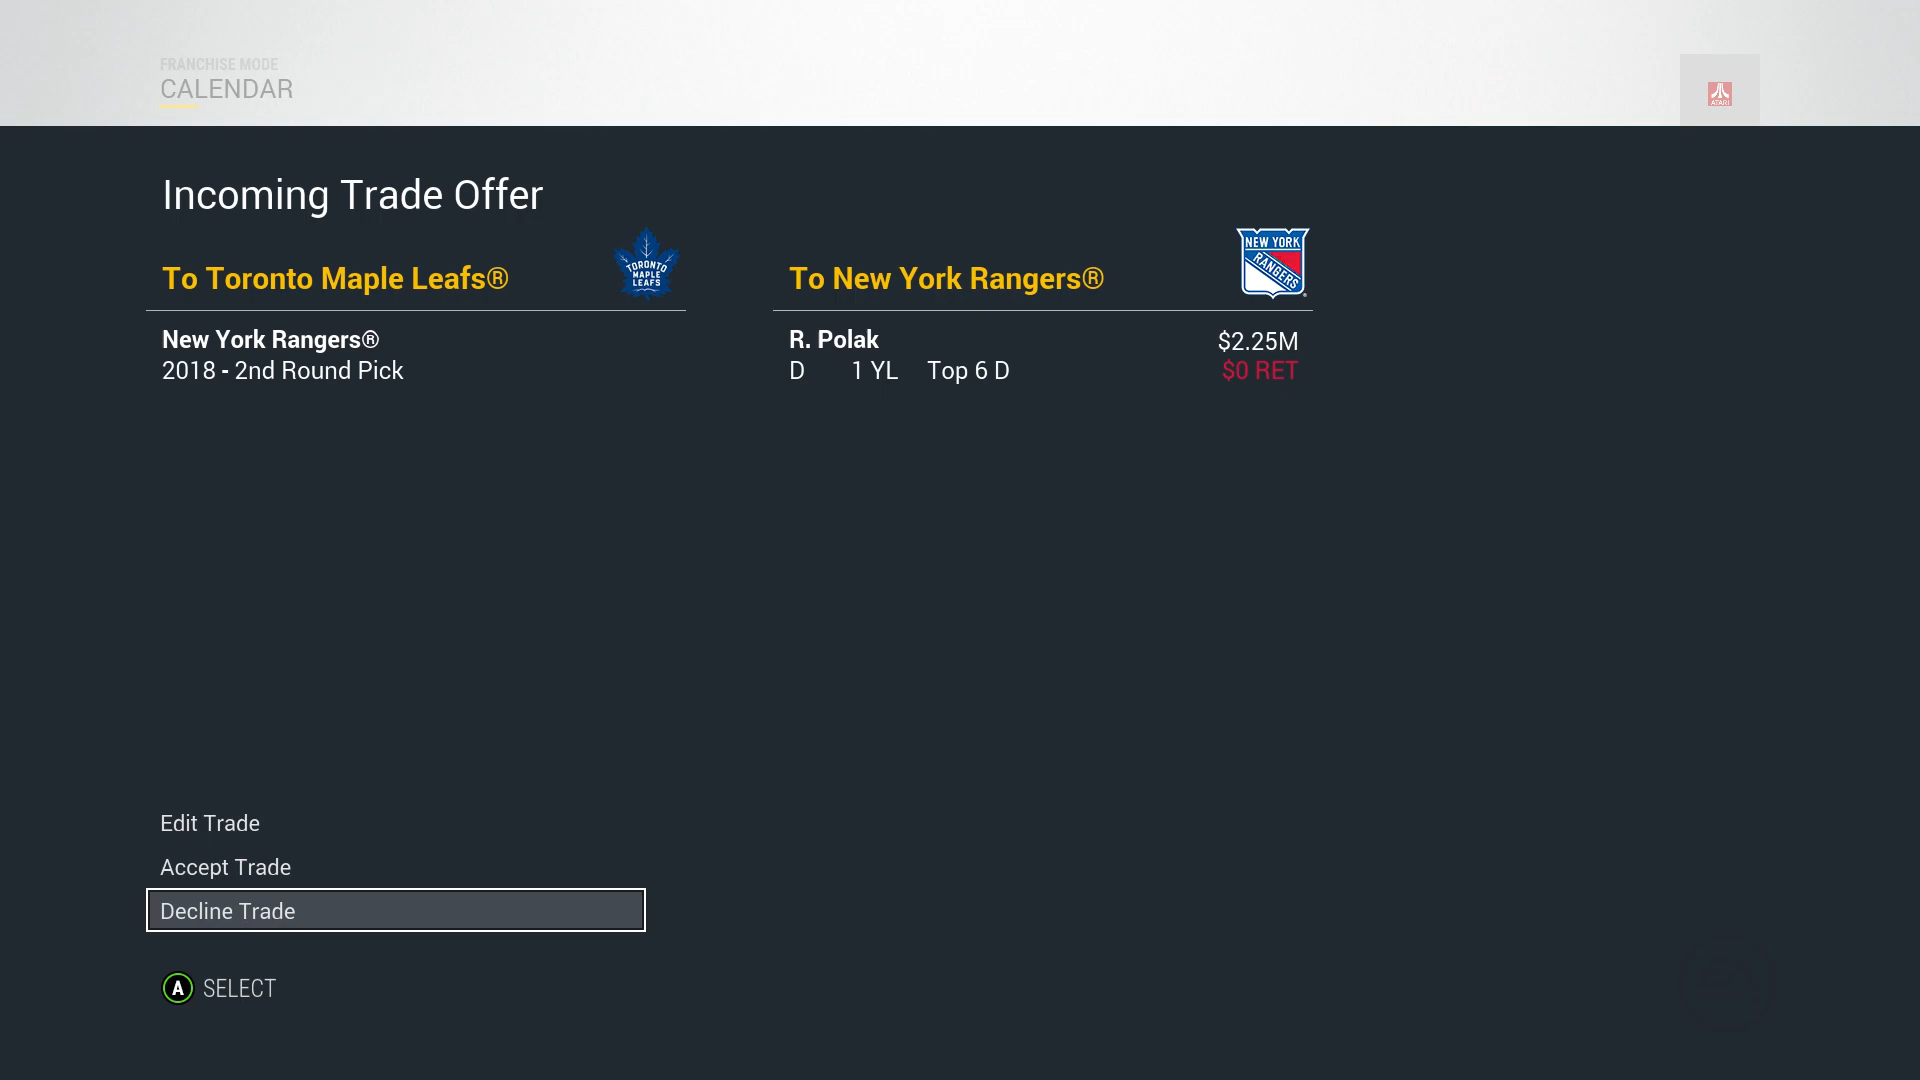 FRANCHISE MODE
CALENDAR
ATARI
Incoming Trade Offer
To Toronto Maple Leafs®
TORONTO
MAPLE
LEAFS
To New York Rangers®
NEW YORK
RANGERS
New York Rangers®
2018 - 2nd Round Pick
R. Polak
$2.25M
D 1 YL Top 6 D
$0 RET
Edit Trade
Accept Trade
Decline Trade
A SELECT